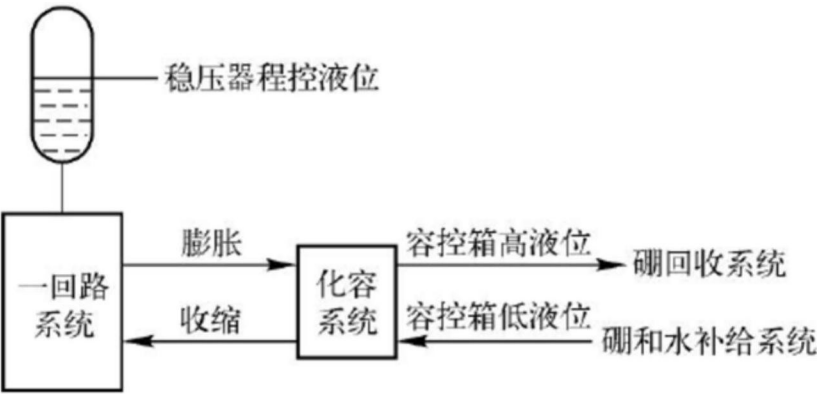 稳压器程控液位
膨胀
容控箱高液位
硼回收系统
一回路
系统
化容
系统
收缩
容控箱低液位
硼和水补给系统